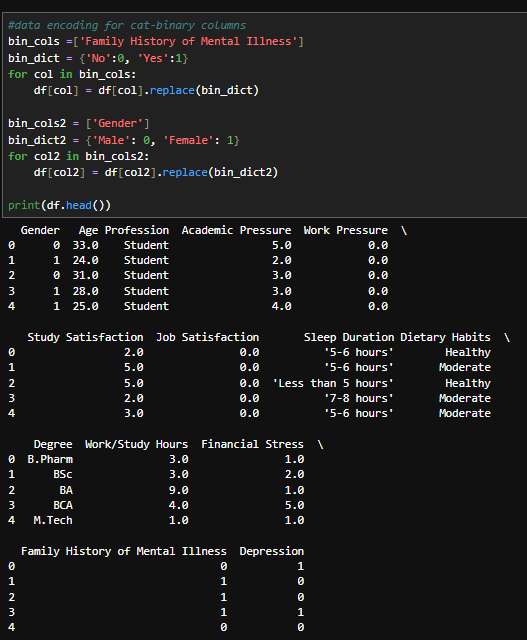 #data encoding for cat-binary columns
bin_cols =['Family History of Mental Illness']
bin_dict = {'No':0, 'Yes':1}
for col in bin_cols:
    df[col] = df[col].replace(bin_dict)

bin_cols2 = ['Gender']
bin_dict2 = {'Male': 0, 'Female': 1}
for col2 in bin_cols2:
    df[col2] = df[col2].replace(bin_dict2)

print(df.head())
  Gender   Age Profession  Academic Pressure  Work Pressure  \
0      0  33.0    Student                5.0            0.0
1      1  24.0    Student                2.0            0.0
2      0  31.0    Student                3.0            0.0
3      1  28.0    Student                3.0            0.0
4      1  25.0    Student                4.0            0.0

   Study Satisfaction  Job Satisfaction       Sleep Duration Dietary Habits  \
0                 2.0               0.0          '5-6 hours'        Healthy
1                 5.0               0.0          '5-6 hours'       Moderate
2                 5.0               0.0  'Less than 5 hours'        Healthy
3                 2.0               0.0          '7-8 hours'       Moderate
4                 3.0               0.0          '5-6 hours'       Moderate

    Degree  Work/Study Hours  Financial Stress  \
0  B.Pharm               3.0               1.0
1      BSc               3.0               2.0
2       BA               9.0               1.0
3      BCA               4.0               5.0
4   M.Tech               1.0               1.0

  Family History of Mental Illness  Depression
0                                0           1
1                                1           0
2                                1           0
3                                1           1
4                                0           0